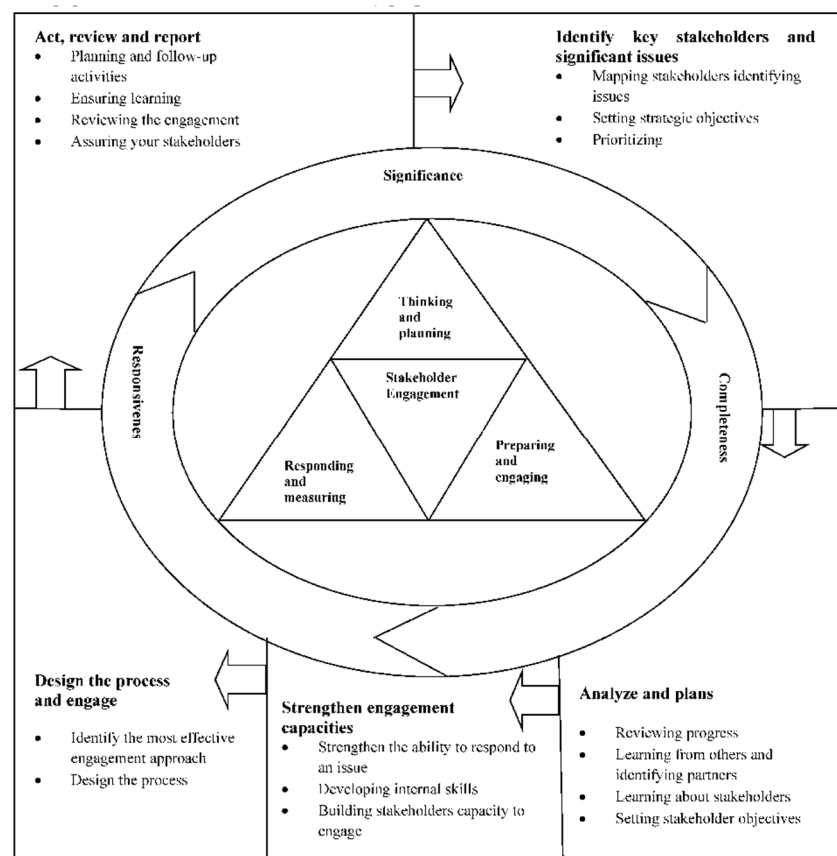 Act, review and report
• Planning and follow-up
activities
• Ensuring learning
• Reviewing the engagement
• Assuring your stakeholders
Identify key stakeholders and
significant issues
• Mapping stakeholders identifying
issues
• Setting strategic objectives
• Prioritizing
Significance
Thinking
and
planning
Stakeholder
Engagement
Responding
and
measuring
Preparing
and
engaging
Responsivenes
Completeness
Design the process
and engage
• Identify the most effective
engagement approach
• Design the process
Strengthen engagement
capacities
• Strengthen the ability to respond to
an issue
• Developing internal skills
• Building stakeholders capacity to
engage
Analyze and plans
• Reviewing progress
• Learning from others and
identifying partners
• Learning about stakeholders
• Setting stakeholder objectives